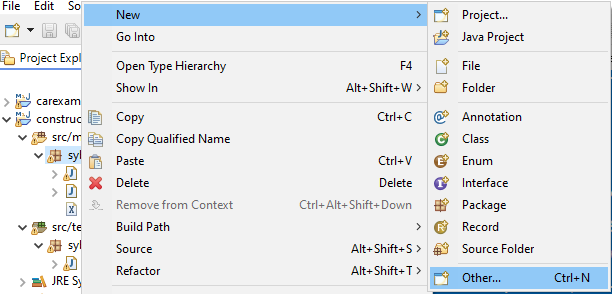 File Edit So
Project Expl
carexam
construct
src/m
syl
src/te
syl
JRE Sy
New
Go Into
Open Type Hierarchy F4
Show In Alt+Shift+W
Copy Ctrl+C
Copy Qualified Name
Paste Ctrl+V
Delete Delete
Remove from Context Ctrl+Alt+Shift+Down
Build Path
Source Alt+Shift+S
Refactor Alt+Shift+T
Project...
Java Project
File
Folder
Annotation
Class
Enum
Interface
Package
Record
Source Folder
Other... Ctrl+N